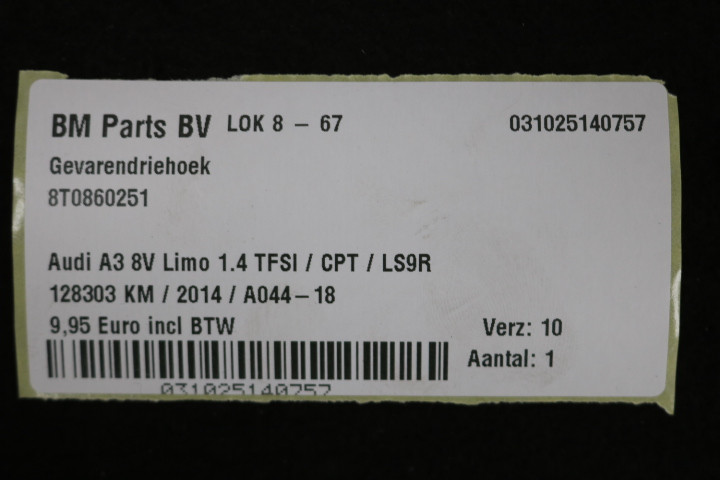 BM Parts BV LOK 8 – 67 031025140757
Gevarendriehoek
8T0860251
Audi A3 8V Limo 1.4 TFSI / CPT / LS9R
128303 KM / 2014 / A044–18
9,95 Euro incl BTW Verz: 10
Aantal: 1
031025140757